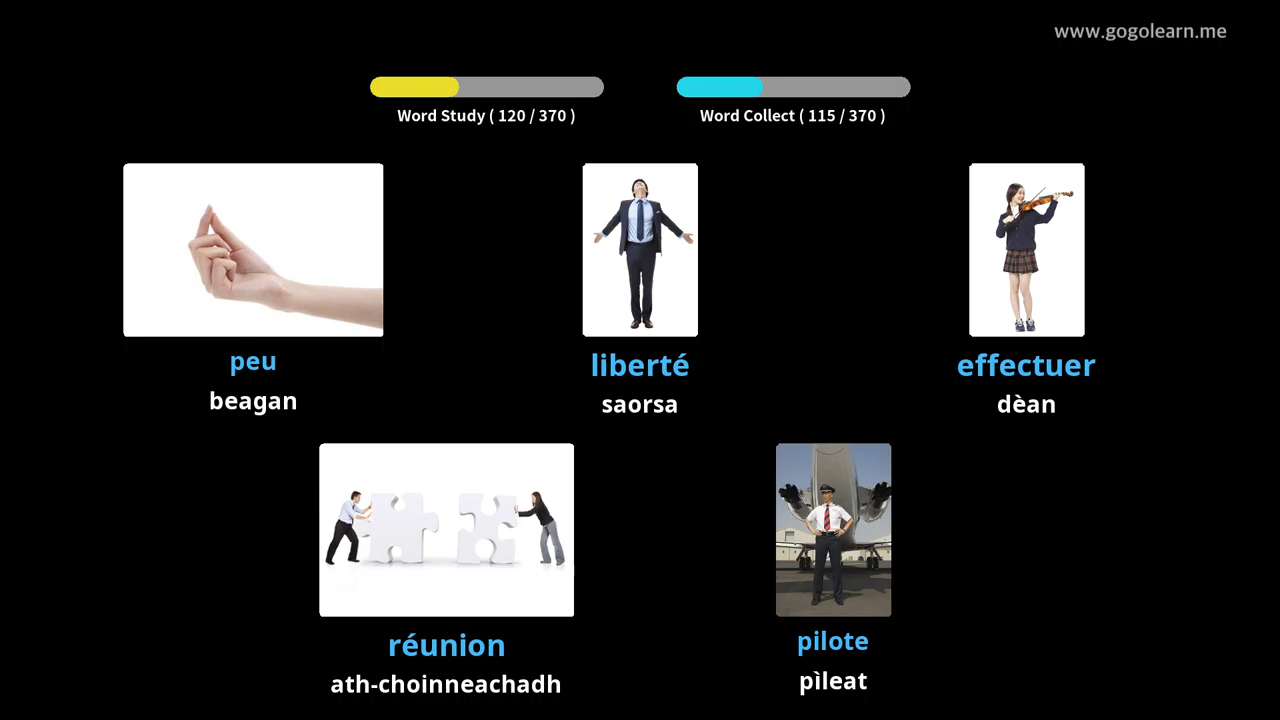 www.gogolearn.me
Word Study ( 120 / 370 )
Word Collect ( 115 / 370 )
peu
beagan
liberté
saorsa
effectuer
dèan
réunion
ath-choinneachadh
pilote
pìleat